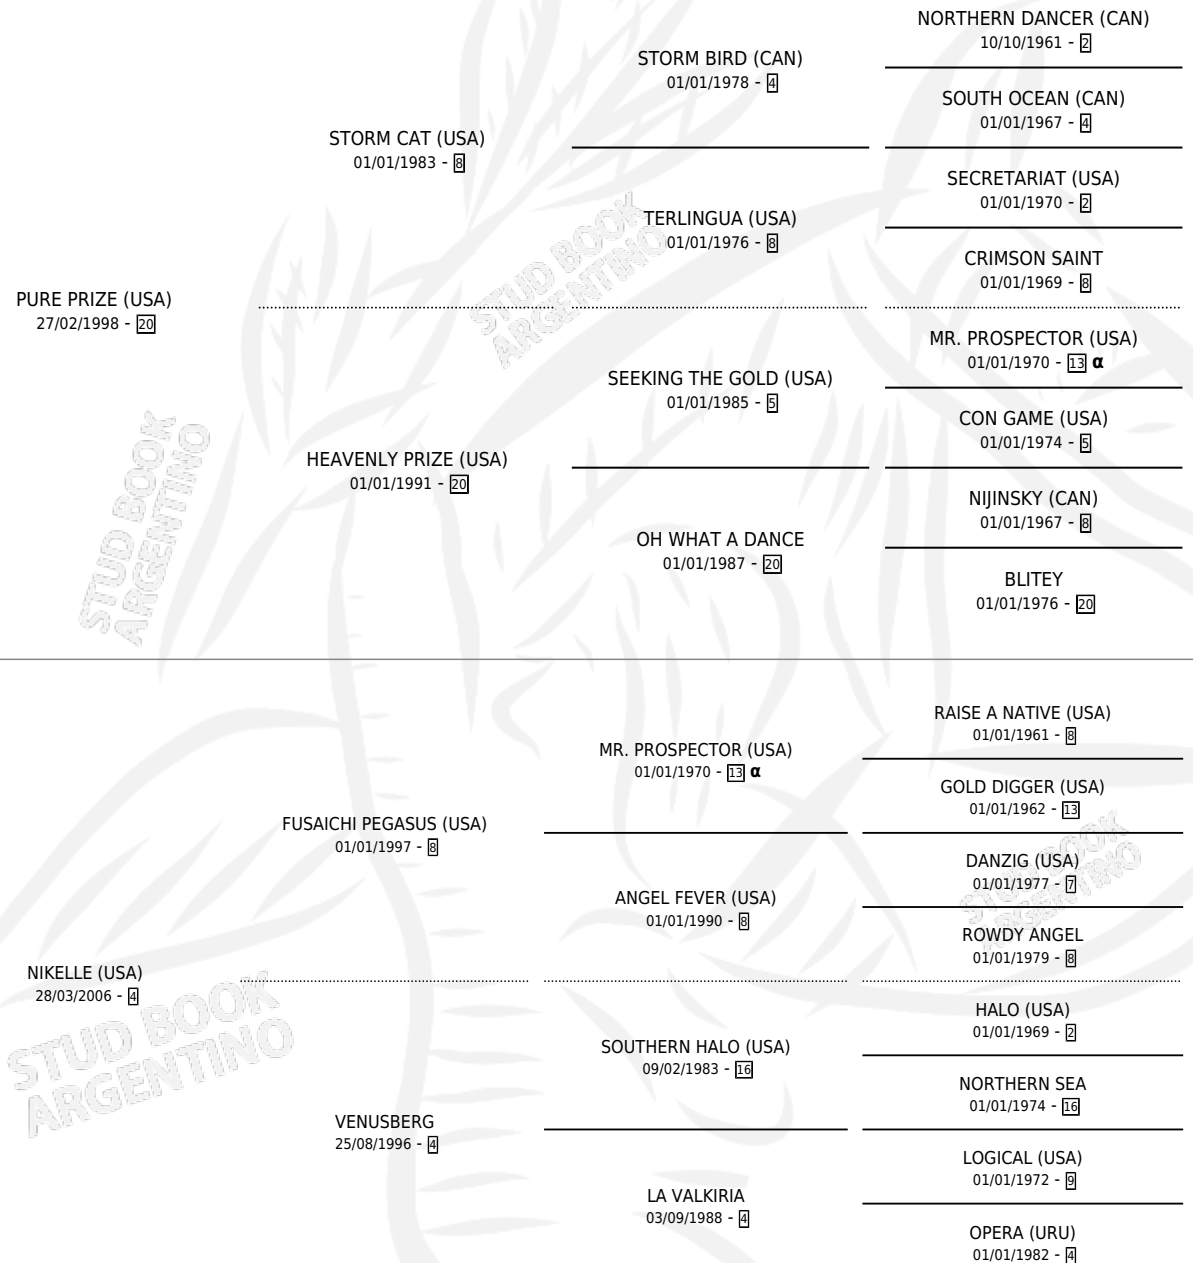 NORTHERN DANCER (CAN)
10/10/1961 - 2
STORM BIRD (CAN)
01/01/1978 - 4
SOUTH OCEAN (CAN)
01/01/1967 - 4
STORM CAT (USA)
01/01/1983 - 8
SECRETARIAT (USA)
01/01/1970 - 2
TERLINGUA (USA)
01/01/1976 - 8
CRIMSON SAINT
01/01/1969 - 8
PURE PRIZE (USA)
27/02/1998 - 20
MR. PROSPECTOR (USA)
01/01/1970 - 13 α
SEEKING THE GOLD (USA)
01/01/1985 - 5
CON GAME (USA)
01/01/1974 - 5
HEAVENLY PRIZE (USA)
01/01/1991 - 20
NIJINSKY (CAN)
01/01/1967 - 8
OH WHAT A DANCE
01/01/1987 - 20
BLITEY
01/01/1976 - 20
RAISE A NATIVE (USA)
01/01/1961 - 8
MR. PROSPECTOR (USA)
01/01/1970 - 13 α
GOLD DIGGER (USA)
01/01/1962 - 13
FUSAICHI PEGASUS (USA)
01/01/1997 - 8
DANZIG (USA)
01/01/1977 - 7
ANGEL FEVER (USA)
01/01/1990 - 8
ROWDY ANGEL
01/01/1979 - 8
NIKELLE (USA)
28/03/2006 - 4
HALO (USA)
01/01/1969 - 2
SOUTHERN HALO (USA)
09/02/1983 - 16
NORTHERN SEA
01/01/1974 - 16
VENUSBERG
25/08/1996 - 4
LOGICAL (USA)
01/01/1972 - 9
LA VALKIRIA
03/09/1988 - 4
OPERA (URU)
01/01/1982 - 4
STUD BOOK
ARGENTINO
STUD BOOK
ARGENTINO
STUD BOOK
ARGENTINO
STUD BOOK
ARGENTINO